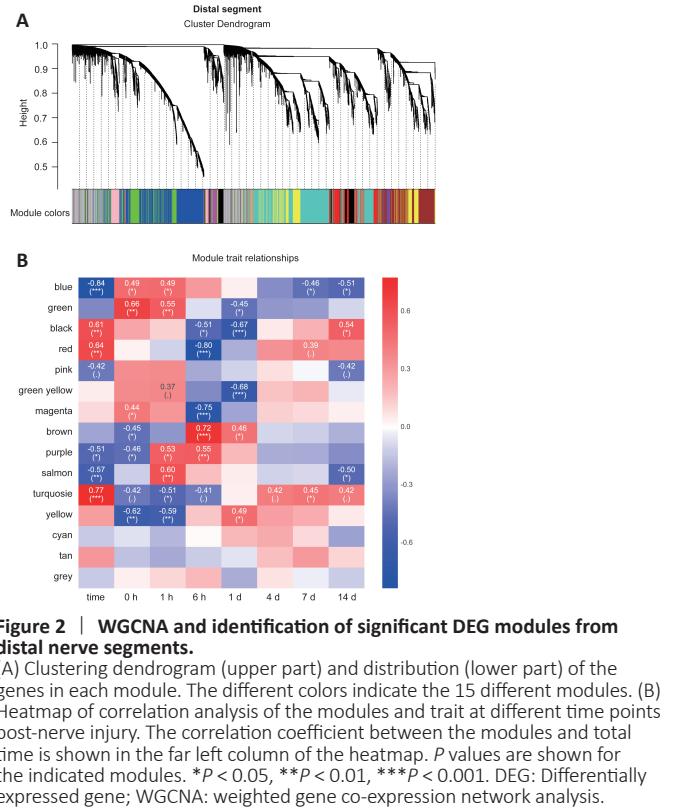 Distal segment
A
Cluster Dendrogram
1.0
0.9
0.8
0.7
0.6
0.5
Height
Module colors
B
Module trait relationships
blue -0.84 (***) 0.49 (*) 0.49 (*) -0.46 (*) -0.51 (*)
green 0.66 (**) 0.55 (**) -0.45 (*)
black 0.61 (**) -0.51 (*) -0.67 (***) 0.54 (*)
red 0.64 (**) -0.80 (***) 0.39 (.)
pink -0.42 (.) -0.42 (.)
green yellow 0.37 (.) -0.68 (***)
magenta 0.44 (*) -0.75 (***)
brown -0.45 (*) 0.72 (***) 0.46 (*)
purple -0.51 (*) -0.46 (*) 0.53 (*) 0.55 (**)
salmon -0.57 (**) 0.60 (**) -0.50 (*)
turquosie 0.77 (***) -0.42 (.) -0.51 (*) -0.41 (.) 0.42 (.) 0.45 (*) 0.42 (.)
yellow -0.62 (**) -0.59 (**) 0.49 (*)
cyan
tan
grey
time 0 h 1 h 6 h 1 d 4 d 7 d 14 d
0.6
0.3
0.0
-0.3
-0.6
Figure 2 | WGCNA and identification of significant DEG modules from
distal nerve segments.
(A) Clustering dendrogram (upper part) and distribution (lower part) of the
genes in each module. The different colors indicate the 15 different modules. (B)
Heatmap of correlation analysis of the modules and trait at different time points
post-nerve injury. The correlation coefficient between the modules and total
time is shown in the far left column of the heatmap. P values are shown for
the indicated modules. *P < 0.05, **P < 0.01, ***P < 0.001. DEG: Differentially
expressed gene; WGCNA: weighted gene co-expression network analysis.